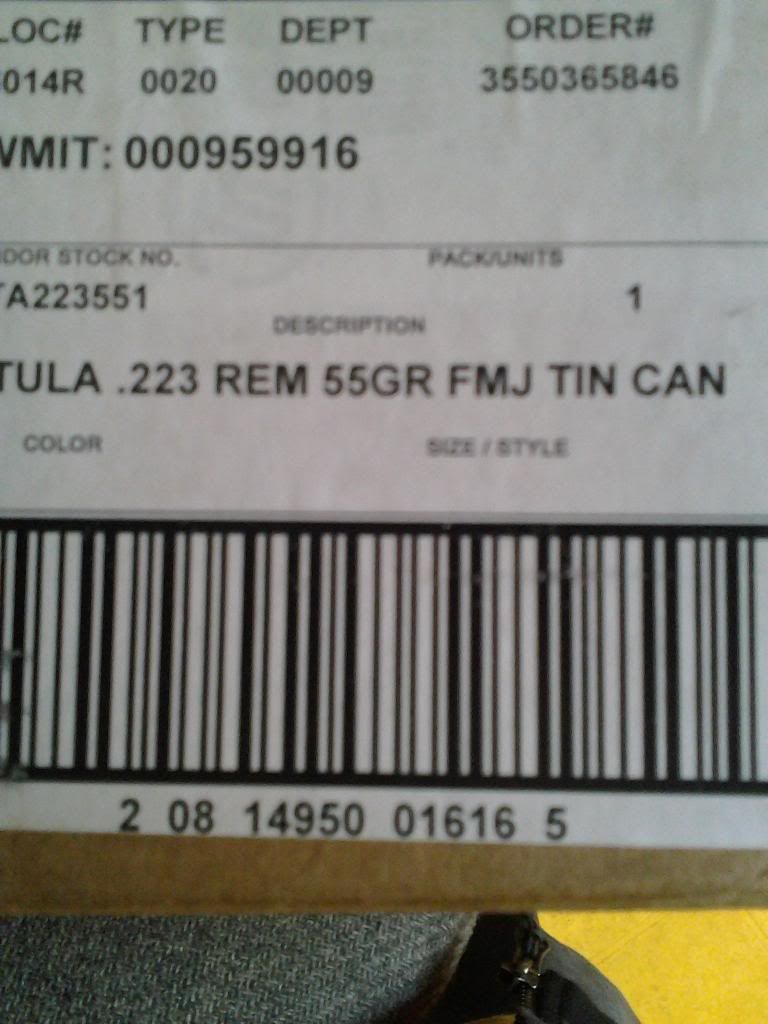 LOC# TYPE DEPT ORDER#
014R 0020 00009 3550365846
WMIT: 000959916
DOR STOCK NO. PACK/UNITS
TA223551 1
DESCRIPTION
TULA .223 REM 55GR FMJ TIN CAN
COLOR SIZE / STYLE
2 08 14950 01616 5